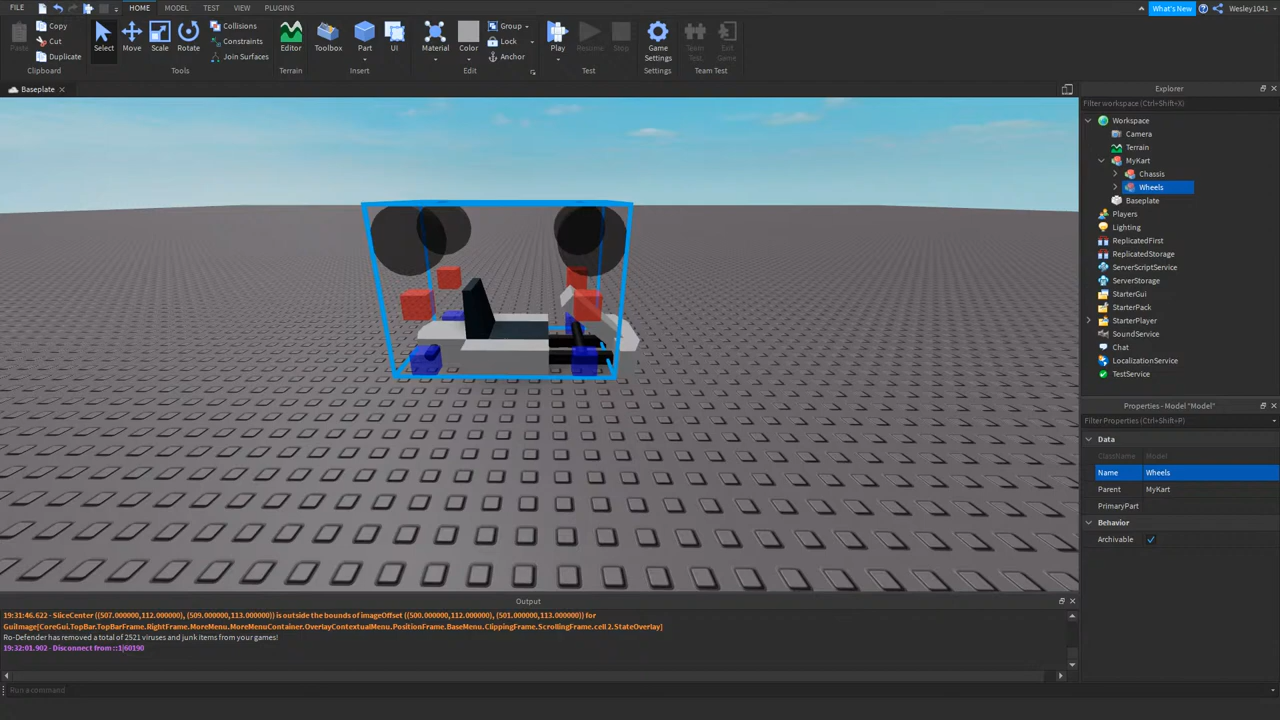 FILE HOME MODEL TEST VIEW PLUGINS What's New Wesley1041
Paste Copy Cut Duplicate Clipboard
Select Move Scale Rotate Tools
Collisions
Constraints
Join Surfaces
Editor Terrain
Toolbox Part UI Insert
Material Color Edit
Group
Lock
Anchor
Play Resume Stop Test
Game Settings Settings
Team Test Exit Game Team Test
Baseplate
Explorer
Filter workspace (Ctrl+Shift+X)
Workspace
Camera
Terrain
MyKart
Chassis
Wheels
Baseplate
Players
Lighting
ReplicatedFirst
ReplicatedStorage
ServerScriptService
ServerStorage
StarterGui
StarterPack
StarterPlayer
SoundService
Chat
LocalizationService
TestService
Properties - Model "Model"
Filter Properties (Ctrl+Shift+P)
Data
ClassName Model
Name Wheels
Parent MyKart
PrimaryPart
Behavior
Archivable
Output
19:31:46.622 - SliceCenter ((507.000000,112.000000), (509.000000,113.000000)) is outside the bounds of imageOffset ((500.000000,112.000000), (501.000000,113.000000)) for
GuiImage[CoreGui.TopBar.TopBarFrame.RightFrame.MoreMenu.MoreMenuContainer.OverlayContextualMenu.PositionFrame.BaseMenu.ClippingFrame.ScrollingFrame.cell 2.StateOverlay]
Ro-Defender has removed a total of 2521 viruses and junk items from your games!
19:32:01.902 - Disconnect from ::1|60190
Run a command